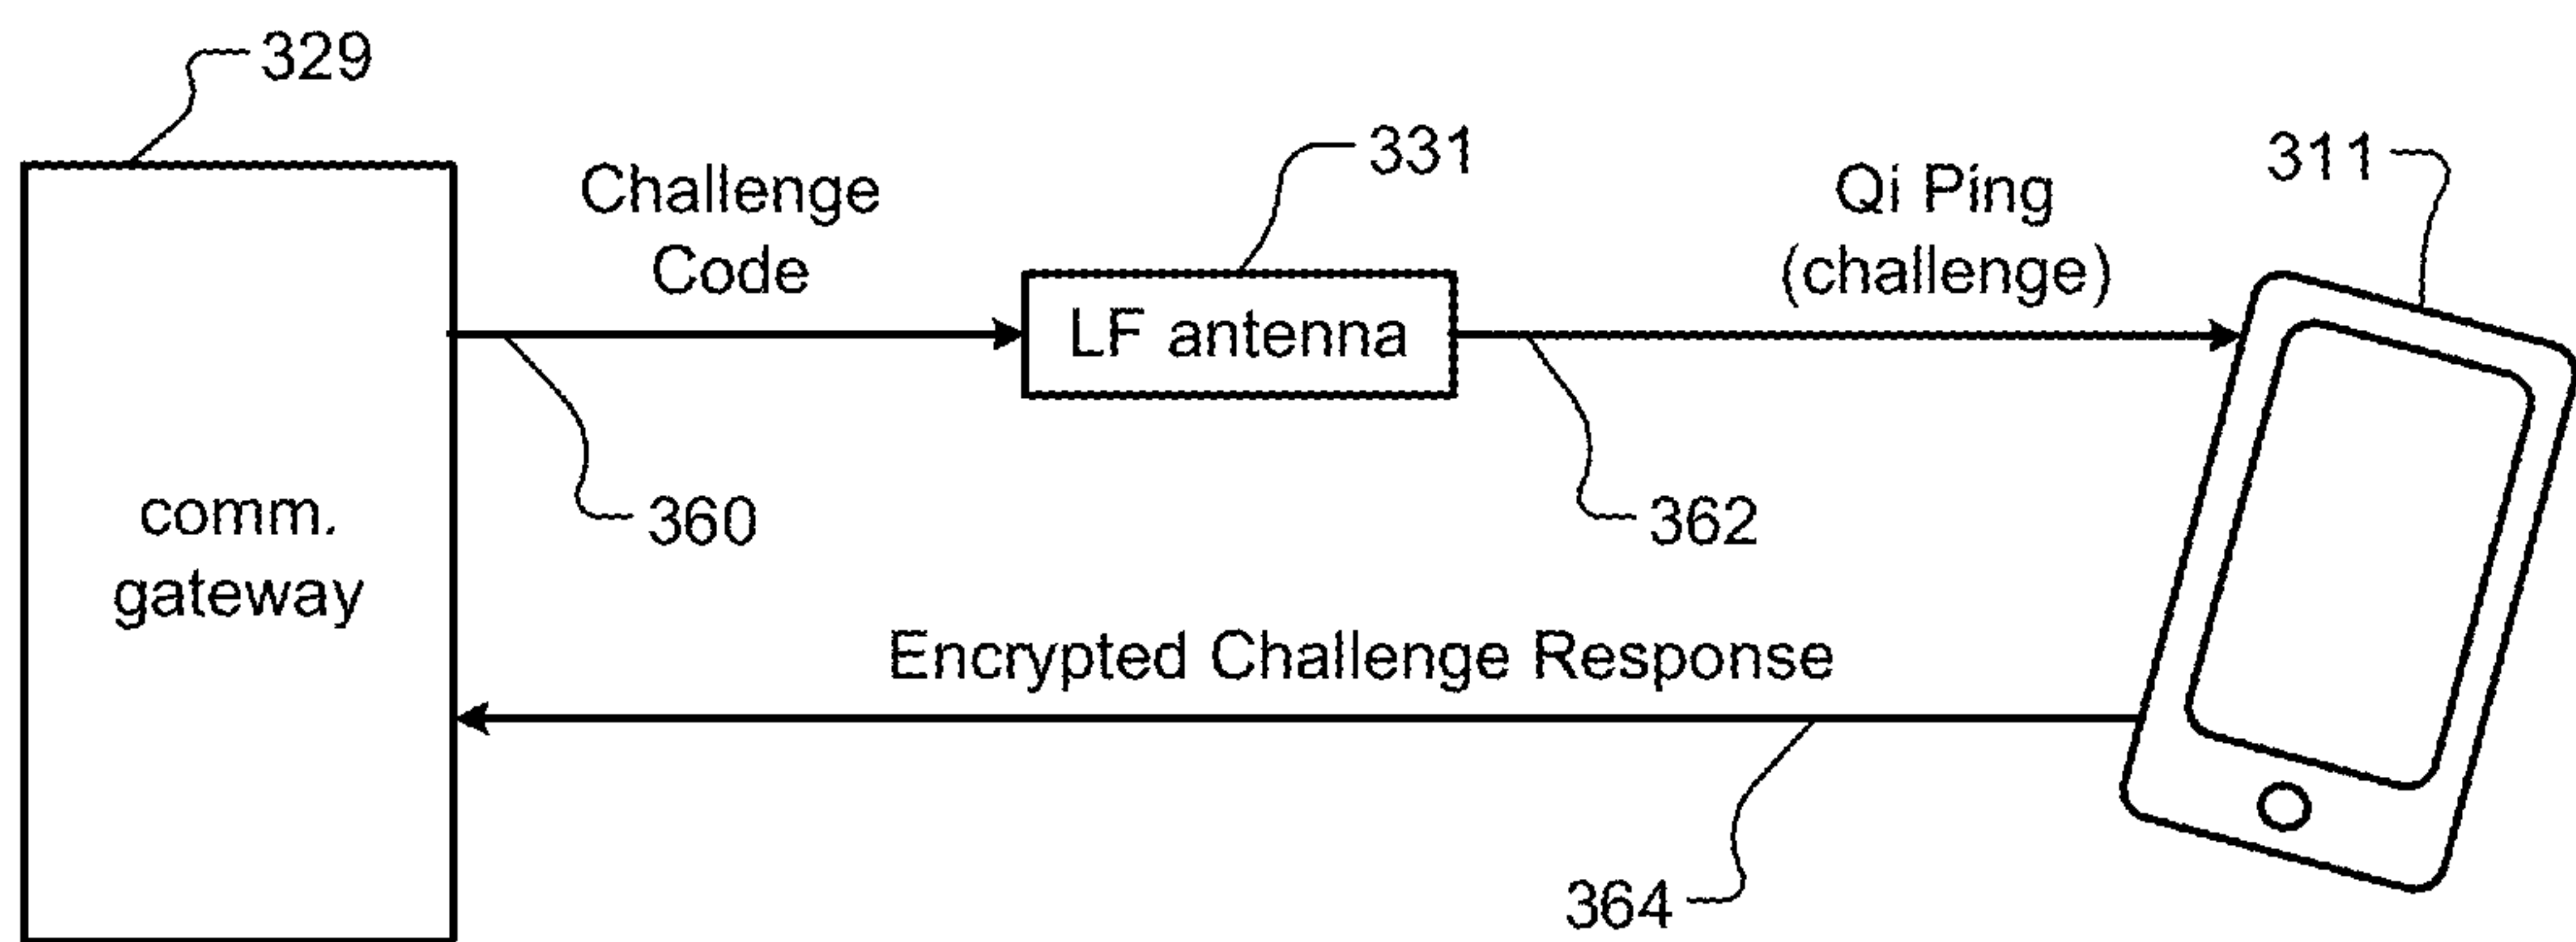 329
331
311
Challenge
Code
Qi Ping
(challenge)
LF antenna
360
362
comm.
gateway
Encrypted Challenge Response
364